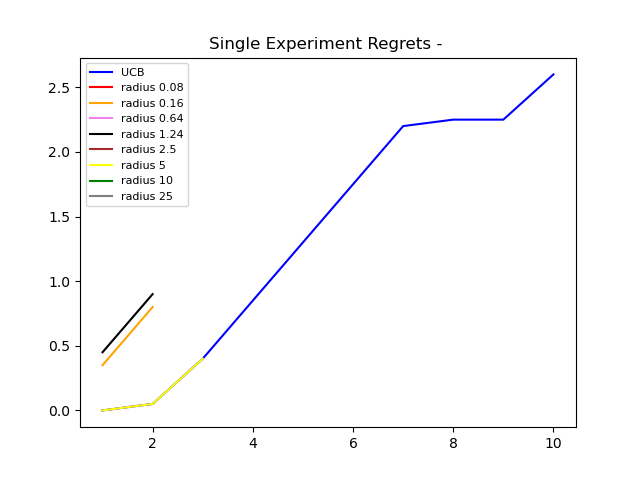 Single Experiment Regrets -
UCB
radius 0.08
radius 0.16
radius 0.64
radius 1.24
radius 2.5
radius 5
radius 10
radius 25
2.5
2.0
1.5
1.0
0.5
0.0
2 4 6 8 10